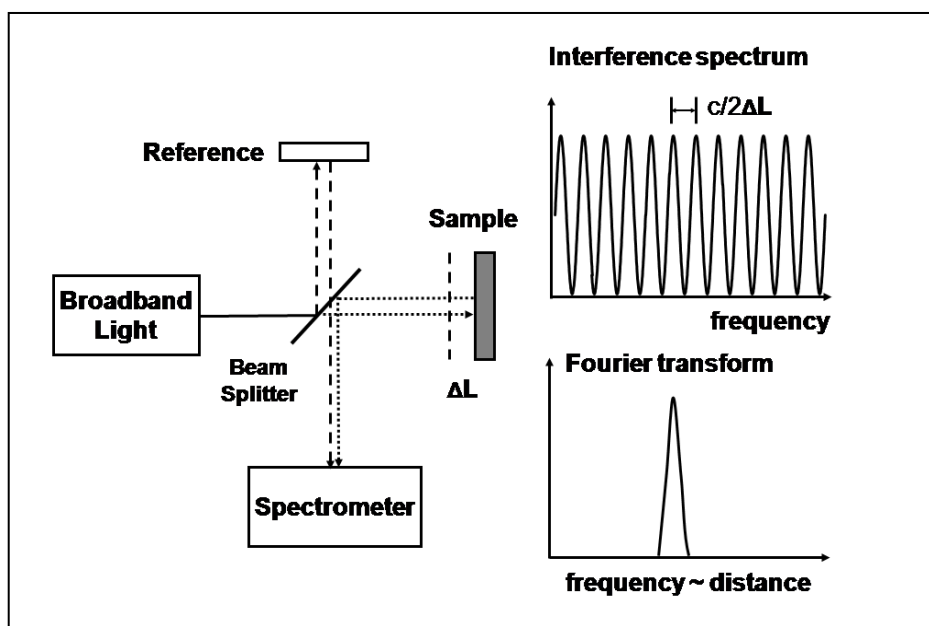 Interference spectrum
c/2ΔL
Reference
Sample
Broadband
Light
frequency
Beam
Splitter
ΔL
Fourier transform
Spectrometer
frequency ~ distance